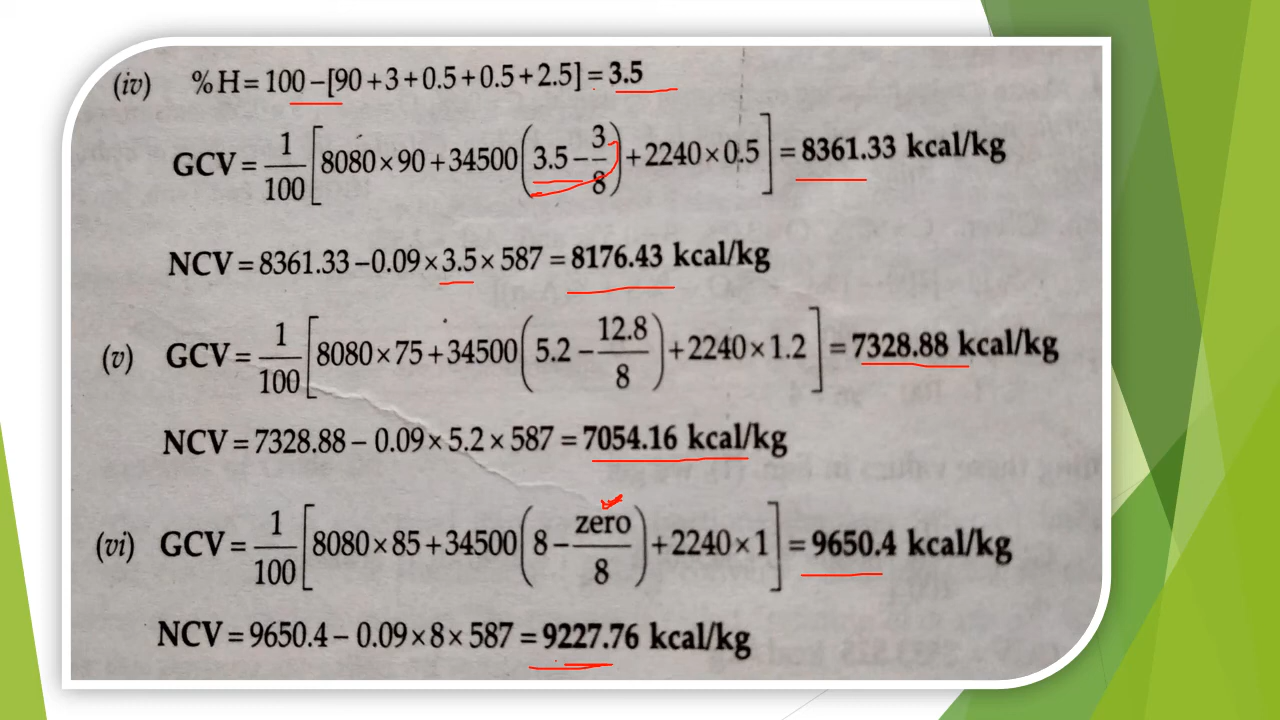 (iv) %H = 100 – [90 + 3 + 0.5 + 0.5 + 2.5] = 3.5
GCV = 1/100 [8080 × 90 + 34500 (3.5 – 3/8) + 2240 × 0.5] = 8361.33 kcal/kg
NCV = 8361.33 – 0.09 × 3.5 × 587 = 8176.43 kcal/kg
(v) GCV = 1/100 [8080 × 75 + 34500 (5.2 – 12.8/8) + 2240 × 1.2] = 7328.88 kcal/kg
NCV = 7328.88 – 0.09 × 5.2 × 587 = 7054.16 kcal/kg
(vi) GCV = 1/100 [8080 × 85 + 34500 (8 – zero/8) + 2240 × 1] = 9650.4 kcal/kg
NCV = 9650.4 – 0.09 × 8 × 587 = 9227.76 kcal/kg